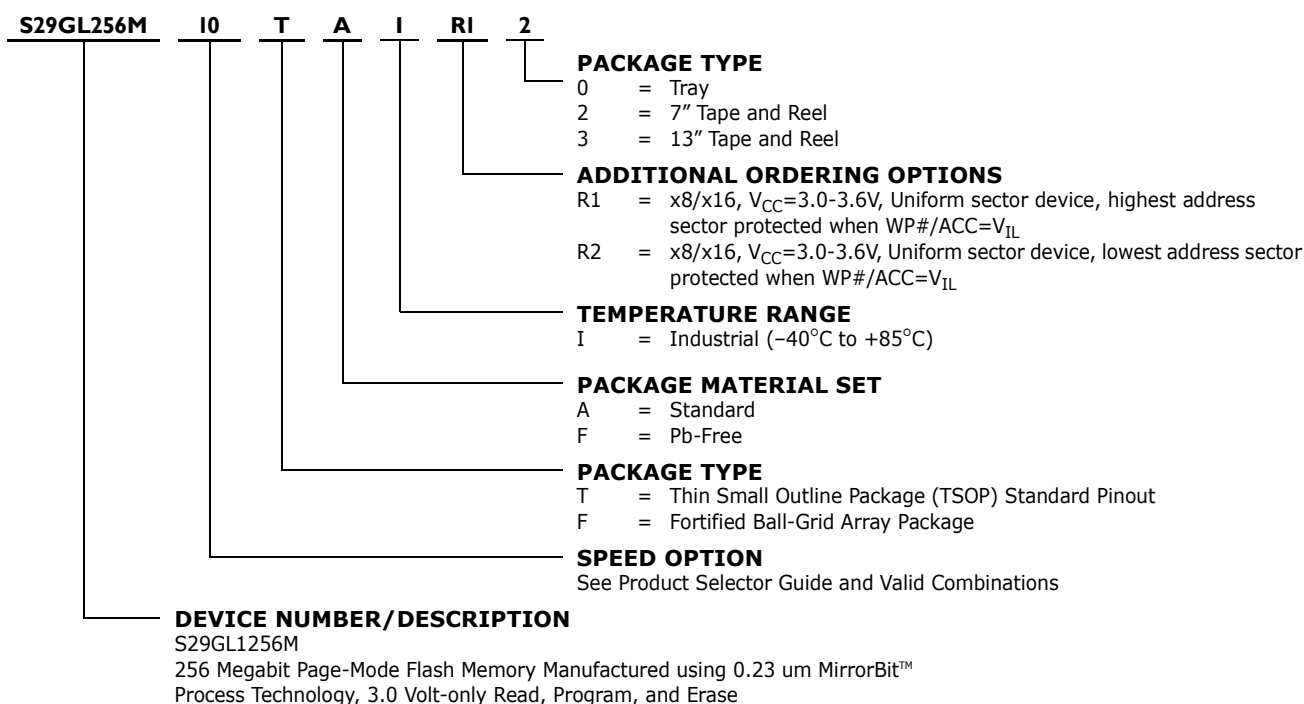 S29GL256M 10 T A I R1 2
PACKAGE TYPE
0 = Tray
2 = 7” Tape and Reel
3 = 13” Tape and Reel
ADDITIONAL ORDERING OPTIONS
R1 = x8/x16, VCC=3.0-3.6V, Uniform sector device, highest address
sector protected when WP#/ACC=VIL
R2 = x8/x16, VCC=3.0-3.6V, Uniform sector device, lowest address sector
protected when WP#/ACC=VIL
TEMPERATURE RANGE
I = Industrial (–40°C to +85°C)
PACKAGE MATERIAL SET
A = Standard
F = Pb-Free
PACKAGE TYPE
T = Thin Small Outline Package (TSOP) Standard Pinout
F = Fortified Ball-Grid Array Package
SPEED OPTION
See Product Selector Guide and Valid Combinations
DEVICE NUMBER/DESCRIPTION
S29GL1256M
256 Megabit Page-Mode Flash Memory Manufactured using 0.23 um MirrorBit™
Process Technology, 3.0 Volt-only Read, Program, and Erase